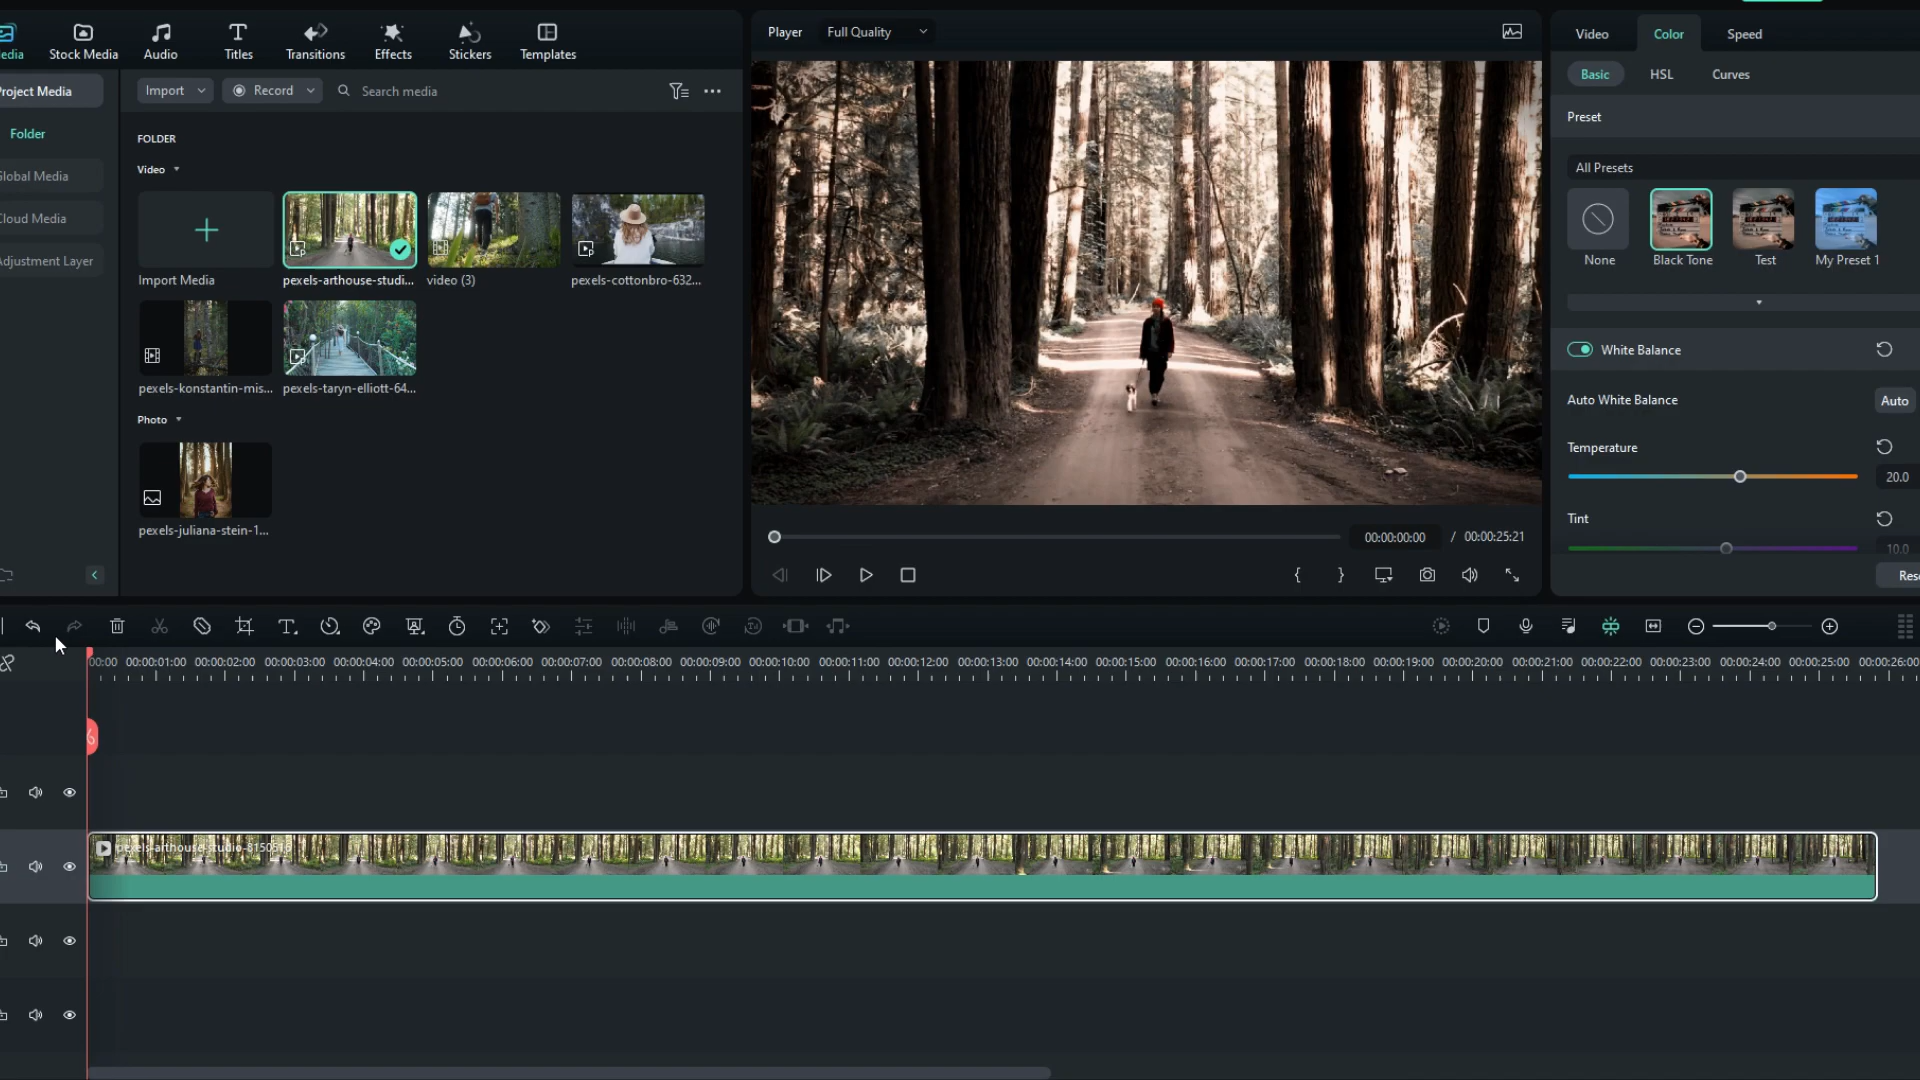 edia
Stock Media
Audio
Titles
Transitions
Effects
Stickers
Templates
Project Media
Folder
Global Media
Cloud Media
Adjustment Layer
Import
Record
Search media
FOLDER
Video
Import Media
pexels-arthouse-studi...
video (3)
pexels-cottonbro-632...
pexels-konstantin-mis...
pexels-taryn-elliott-64...
Photo
pexels-juliana-stein-1...
Player
Full Quality
00:00:00:00 / 00:00:25:21
Video
Color
Speed
Basic
HSL
Curves
Preset
All Presets
None
Black Tone
Test
My Preset 1
White Balance
Auto White Balance
Auto
Temperature
20.0
Tint
10.0
Rese
00:00 00:00:01:00 00:00:02:00 00:00:03:00 00:00:04:00 00:00:05:00 00:00:06:00 00:00:07:00 00:00:08:00 00:00:09:00 00:00:10:00 00:00:11:00 00:00:12:00 00:00:13:00 00:00:14:00 00:00:15:00 00:00:16:00 00:00:17:00 00:00:18:00 00:00:19:00 00:00:20:00 00:00:21:00 00:00:22:00 00:00:23:00 00:00:24:00 00:00:25:00 00:00:26:00
pexels-arthouse-studio-8150516